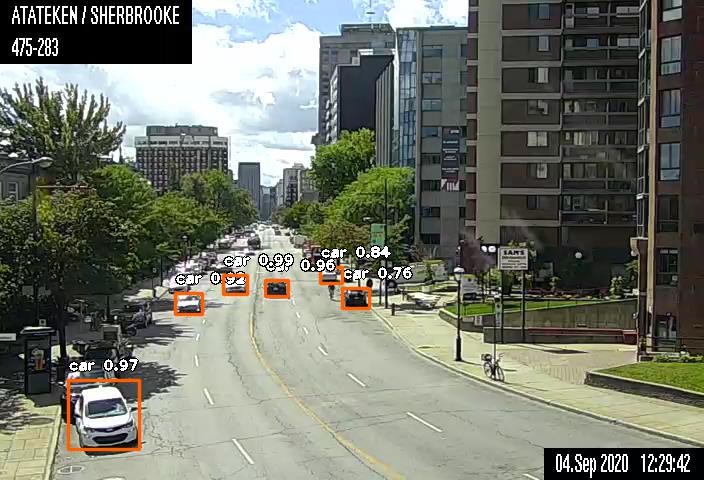 ATATEKEN / SHERBROOKE
475-283
car 0.99
car 0.96
car 0.84
car 0.92
car 0.76
SAM'S
car 0.97
04.Sep 2020 12:29:42